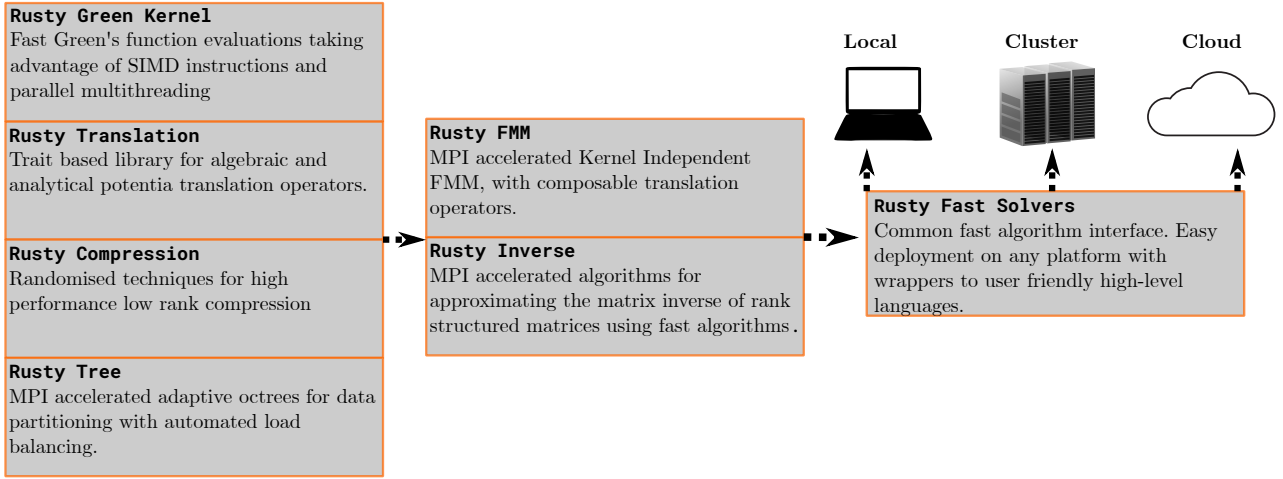 Rusty Green Kernel
Fast Green's function evaluations taking
advantage of SIMD instructions and
parallel multithreading
Rusty Translation
Trait based library for algebraic and
analytical potentia translation operators.
Rusty Compression
Randomised techniques for high
performance low rank compression
Rusty Tree
MPI accelerated adaptive octrees for data
partitioning with automated load
balancing.
Rusty FMM
MPI accelerated Kernel Independent
FMM, with composable translation
operators.
Rusty Inverse
MPI accelerated algorithms for
approximating the matrix inverse of rank
structured matrices using fast algorithms.
Local
Cluster
Cloud
Rusty Fast Solvers
Common fast algorithm interface. Easy
deployment on any platform with
wrappers to user friendly high-level
languages.